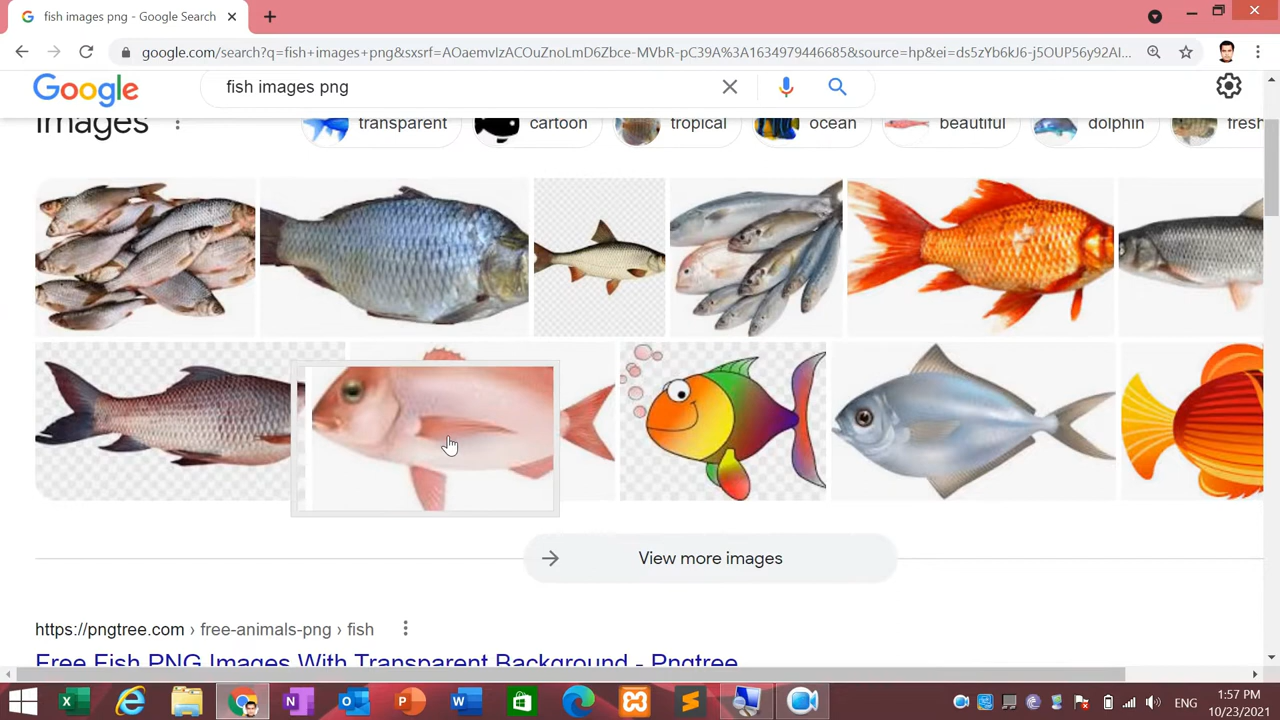 fish images png - Google Search
google.com/search?q=fish+images+png&sxsrf=AOaemvIzACOuZnoLmD6Zbce-MVbR-pC39A%3A1634979446685&source=hp&ei=ds5zYb6kJ6-j5OUP56y92AI...
Google
fish images png
Images
transparent
cartoon
tropical
ocean
beautiful
dolphin
fresh
View more images
https://pngtree.com › free-animals-png › fish
Free Fish PNG Images With Transparent Background - Pngtree
ENG
1:57 PM
10/23/2021